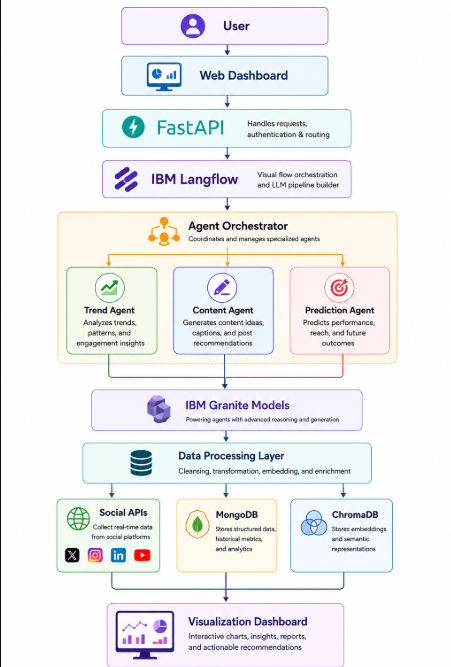 User
Web Dashboard
FastAPI
Handles requests,
authentication & routing
IBM Langflow
Visual flow orchestration
and LLM pipeline builder
Agent Orchestrator
Coordinates and manages specialized agents
Trend Agent
Analyzes trends,
patterns, and
engagement insights
Content Agent
Generates content ideas,
captions, and post
recommendations
Prediction Agent
Predicts performance,
reach, and future
outcomes
IBM Granite Models
Powering agents with advanced reasoning and generation
Data Processing Layer
Cleansing, transformation, embedding, and enrichment
Social APIs
Collect real-time data
from social platforms
MongoDB
Stores structured data,
historical metrics,
and analytics
ChromaDB
Stores embeddings
and semantic
representations
Visualization Dashboard
Interactive charts, insights, reports,
and actionable recommendations